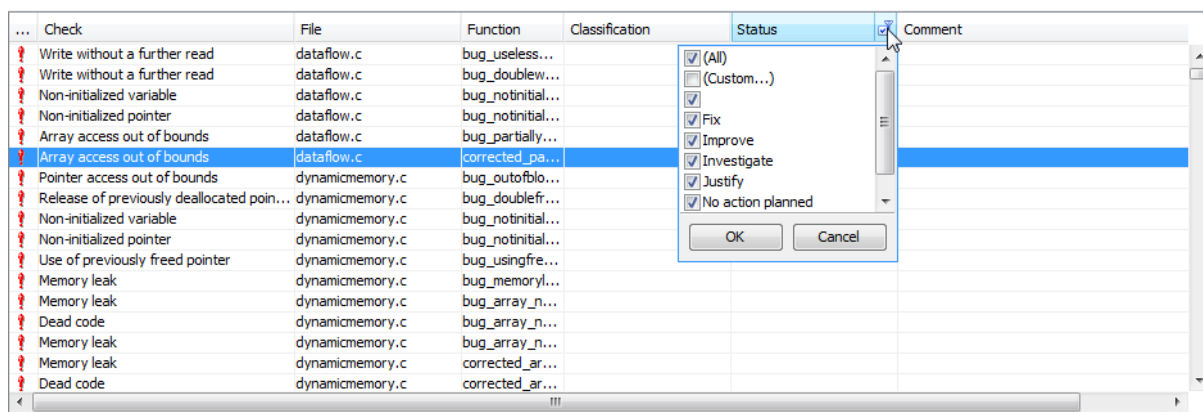 ... Check File Function Classification Status Comment
Write without a further read dataflow.c bug_useless... (All)
Write without a further read dataflow.c bug_doublew... (Custom...)
Non-initialized variable dataflow.c bug_notinitial...
Non-initialized pointer dataflow.c bug_notinitial... Fix
Array access out of bounds dataflow.c bug_partially... Improve
Array access out of bounds dataflow.c corrected_pa... Investigate
Pointer access out of bounds dynamicmemory.c bug_outofblo... Justify
Release of previously deallocated poin... dynamicmemory.c bug_doublefr... No action planned
Non-initialized variable dynamicmemory.c bug_notinitial...
Non-initialized pointer dynamicmemory.c bug_notinitial... OK Cancel
Use of previously freed pointer dynamicmemory.c bug_usingfre...
Memory leak dynamicmemory.c bug_memoryl...
Memory leak dynamicmemory.c bug_array_n...
Dead code dynamicmemory.c bug_array_n...
Memory leak dynamicmemory.c bug_array_n...
Memory leak dynamicmemory.c corrected_ar...
Dead code dynamicmemory.c corrected_ar...